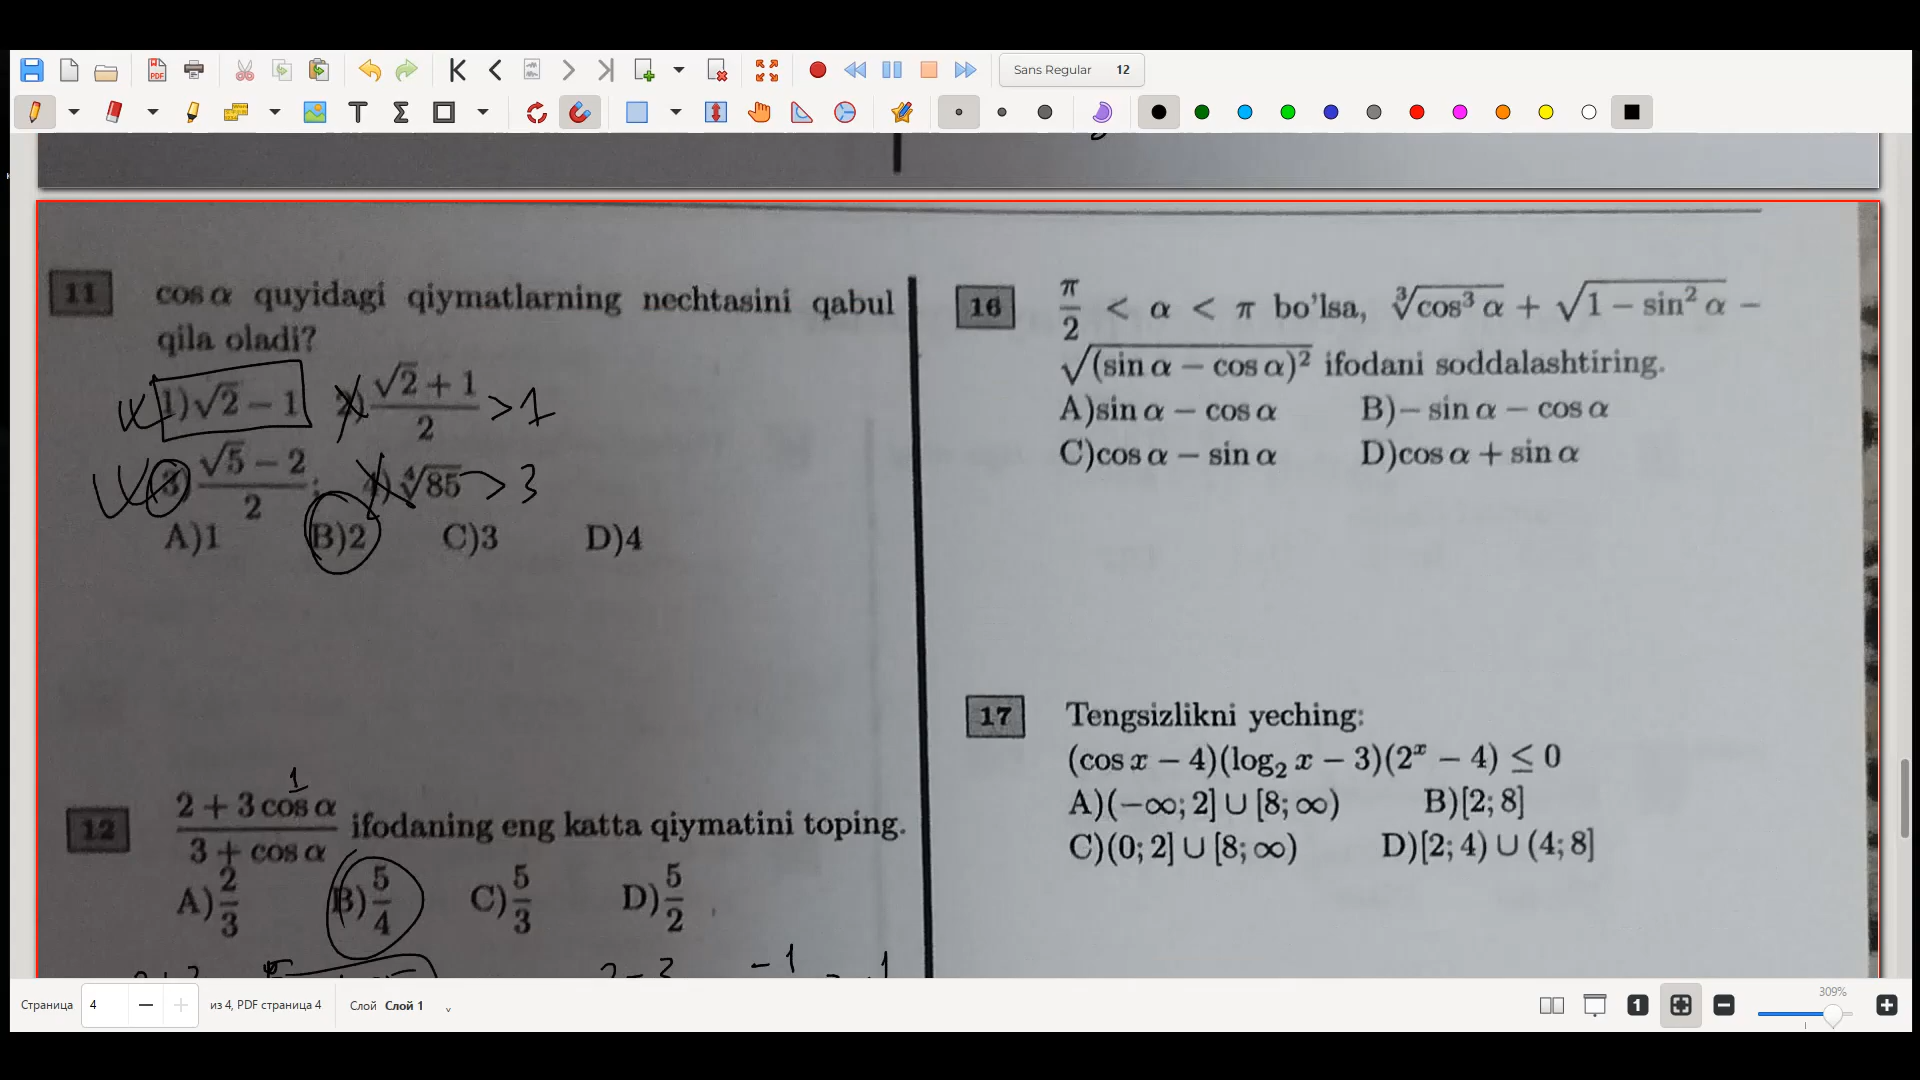 PDF
Sans Regular 12
11 cos α quyidagi qiymatlarning nechtasini qabul
qila oladi?
1)√2 − 1 2) (√2 + 1)/2 > 1
3) (√5 − 2)/2; 4) ∜85 > 3
A)1 B)2 C)3 D)4
1
12 (2 + 3 cos α)/(3 + cos α) ifodaning eng katta qiymatini toping.
A) 2/3 B) 5/4 C) 5/3 D) 5/2
16 π/2 < α < π bo'lsa, ∛(cos³ α) + √(1 − sin² α) −
√((sin α − cos α)²) ifodani soddalashtiring.
A)sin α − cos α B)− sin α − cos α
C)cos α − sin α D)cos α + sin α
17 Tengsizlikni yeching:
(cos x − 4)(log₂ x − 3)(2ˣ − 4) ≤ 0
A)(−∞; 2] ∪ [8; ∞) B)[2; 8]
C)(0; 2] ∪ [8; ∞) D)[2; 4) ∪ (4; 8]
Страница 4 из 4, PDF страница 4 Слой Слой 1 309%